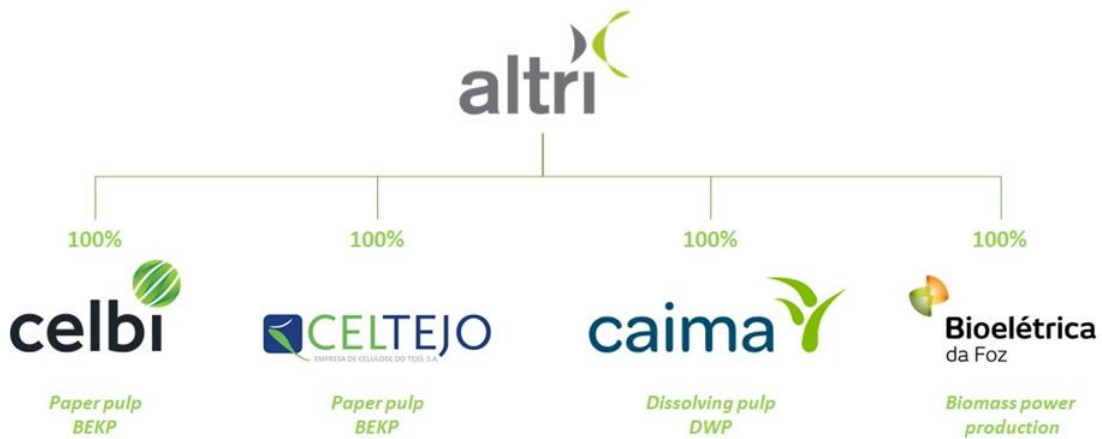 altri
100%
100%
100%
100%
celbi
CELTEJO
EMPRESA DE CELULOSE DO TEJO, S.A.
caima
Bioelétrica
da Foz
Paper pulp
BEKP
Paper pulp
BEKP
Dissolving pulp
DWP
Biomass power
production